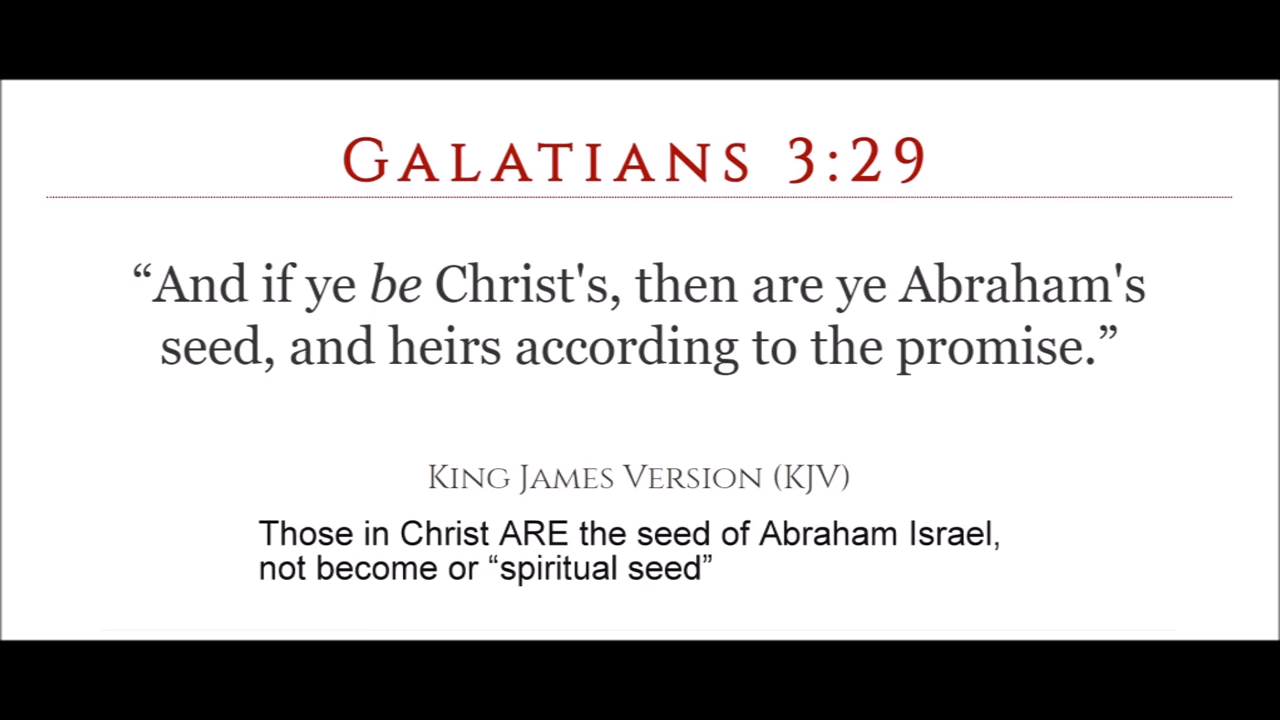 GALATIANS 3:29
“And if ye be Christ's, then are ye Abraham's
seed, and heirs according to the promise.”
KING JAMES VERSION (KJV)
Those in Christ ARE the seed of Abraham Israel,
not become or “spiritual seed”